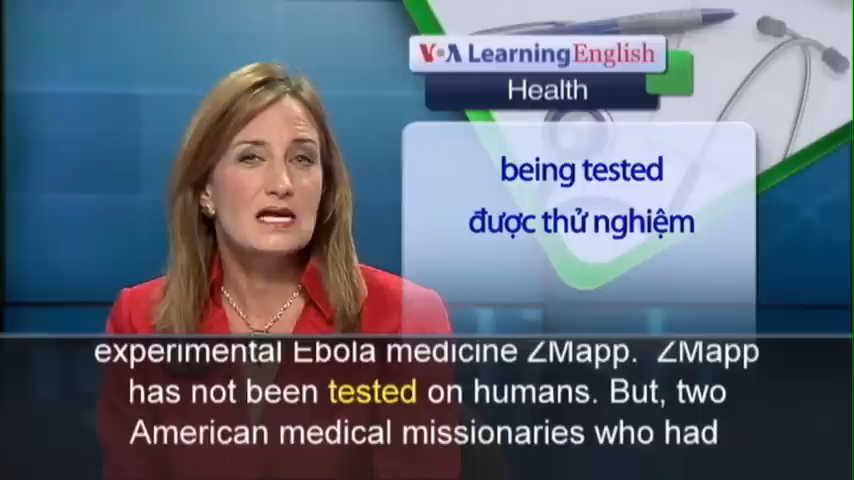 VOA Learning English
Health
being tested
được thử nghiệm
experimental Ebola medicine ZMapp. ZMapp
has not been tested on humans. But, two
American medical missionaries who had